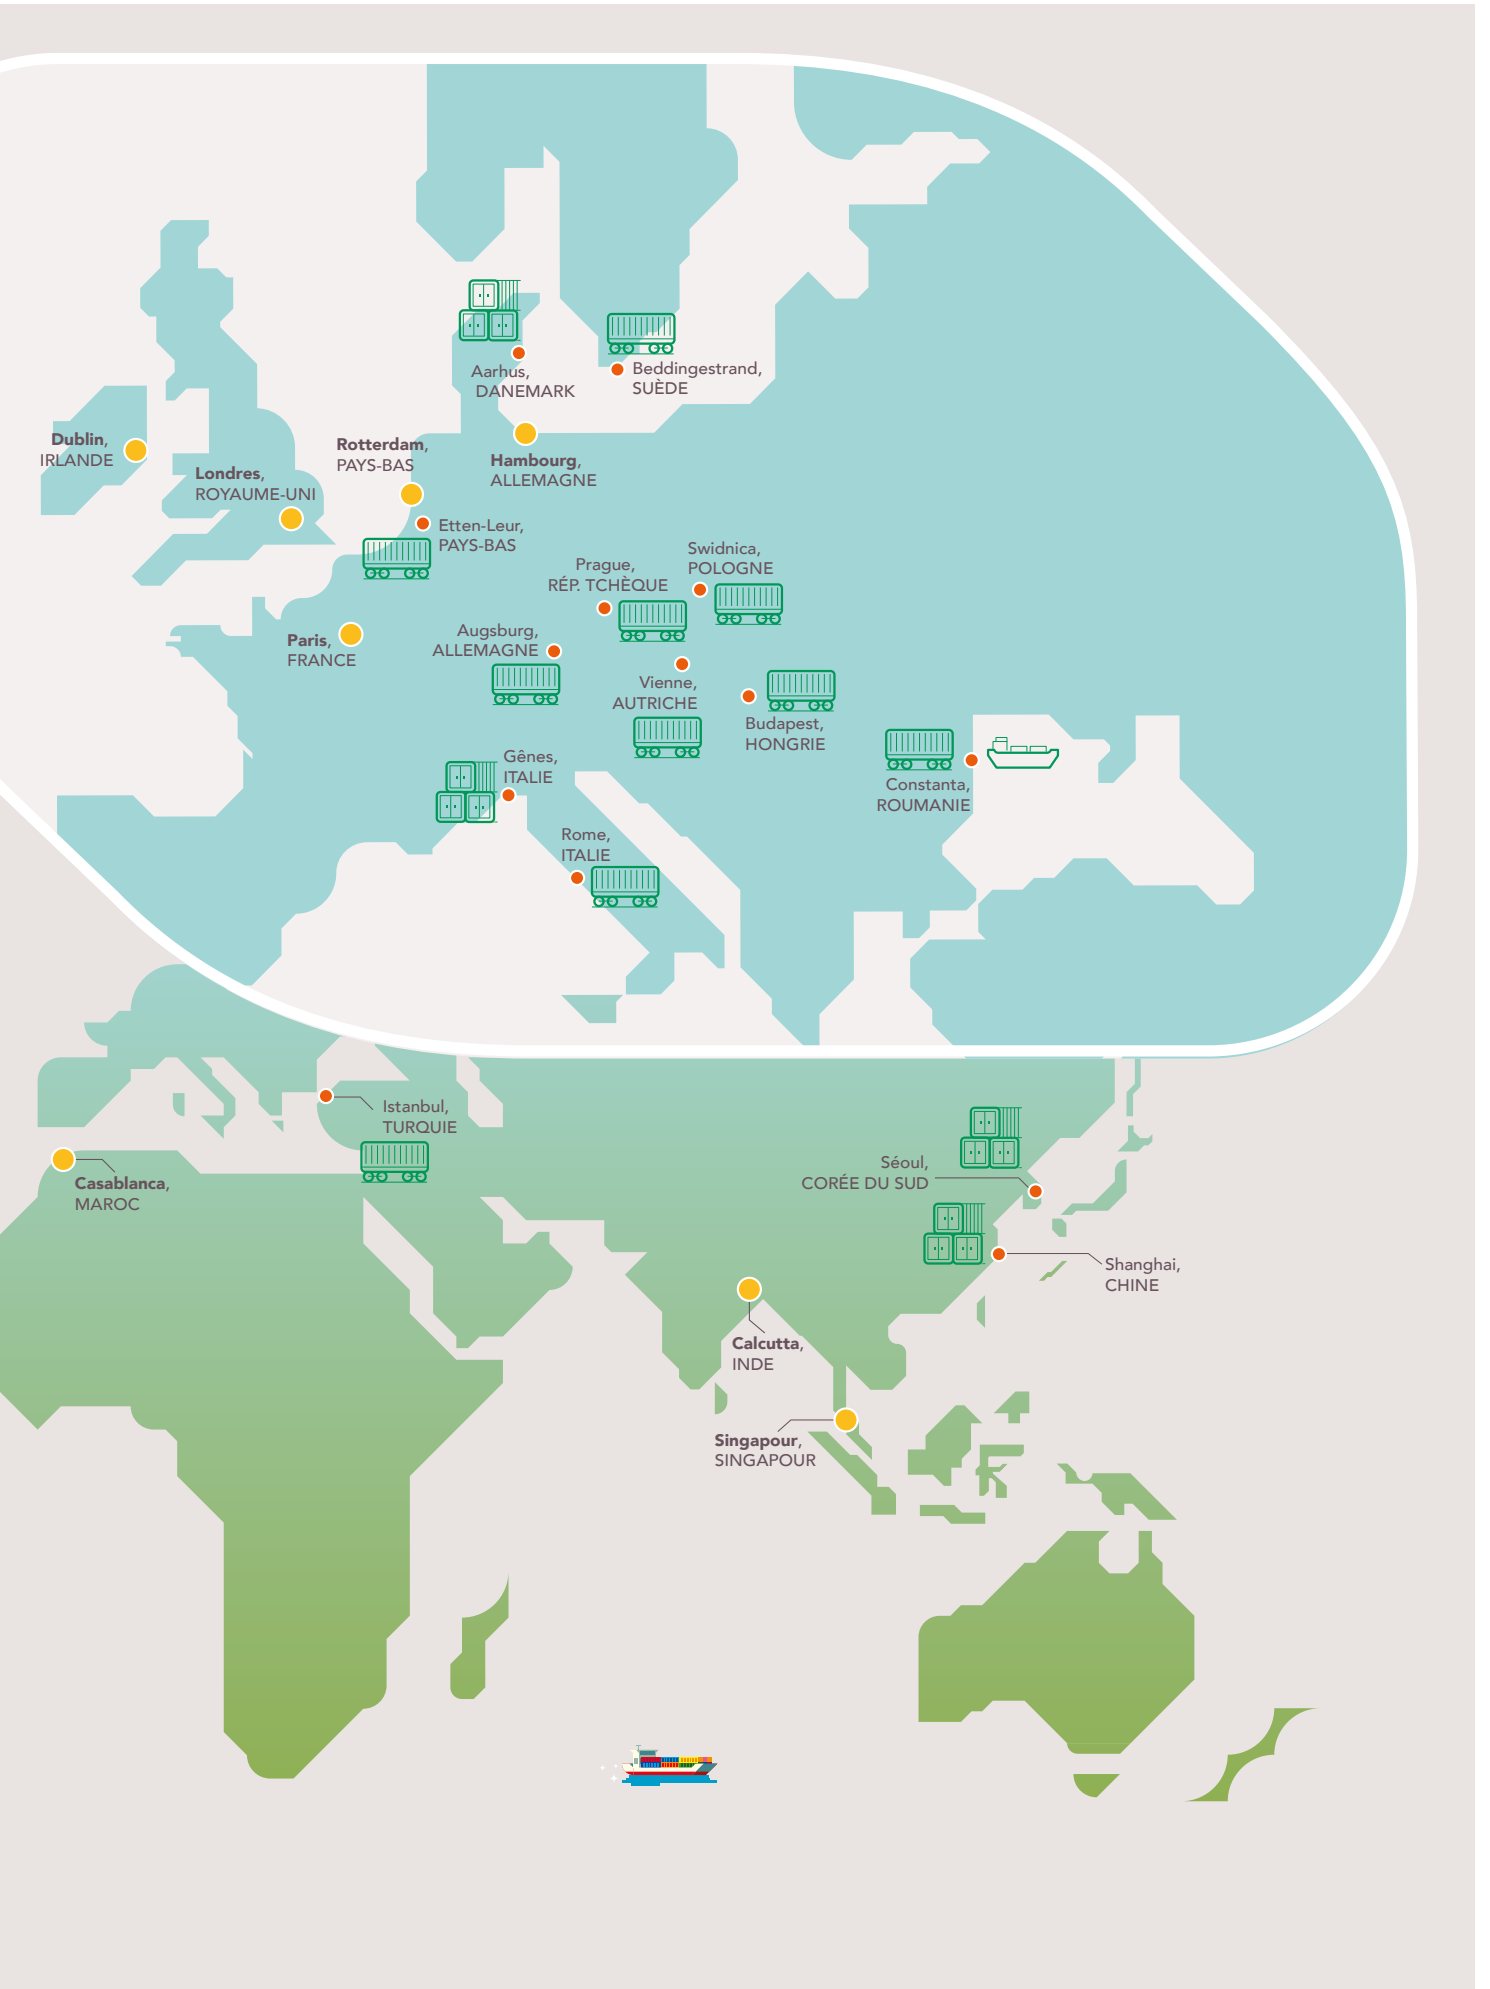 Aarhus,
DANEMARK
Beddingestrand,
SUÈDE
Dublin,
IRLANDE
Londres,
ROYAUME-UNI
Rotterdam,
PAYS-BAS
Hambourg,
ALLEMAGNE
Etten-Leur,
PAYS-BAS
Prague,
RÉP. TCHÈQUE
Swidnica,
POLOGNE
Paris,
FRANCE
Augsburg,
ALLEMAGNE
Vienne,
AUTRICHE
Budapest,
HONGRIE
Gênes,
ITALIE
Constanta,
ROUMANIE
Rome,
ITALIE
Istanbul,
TURQUIE
Casablanca,
MAROC
Séoul,
CORÉE DU SUD
Shanghai,
CHINE
Calcutta,
INDE
Singapour,
SINGAPOUR